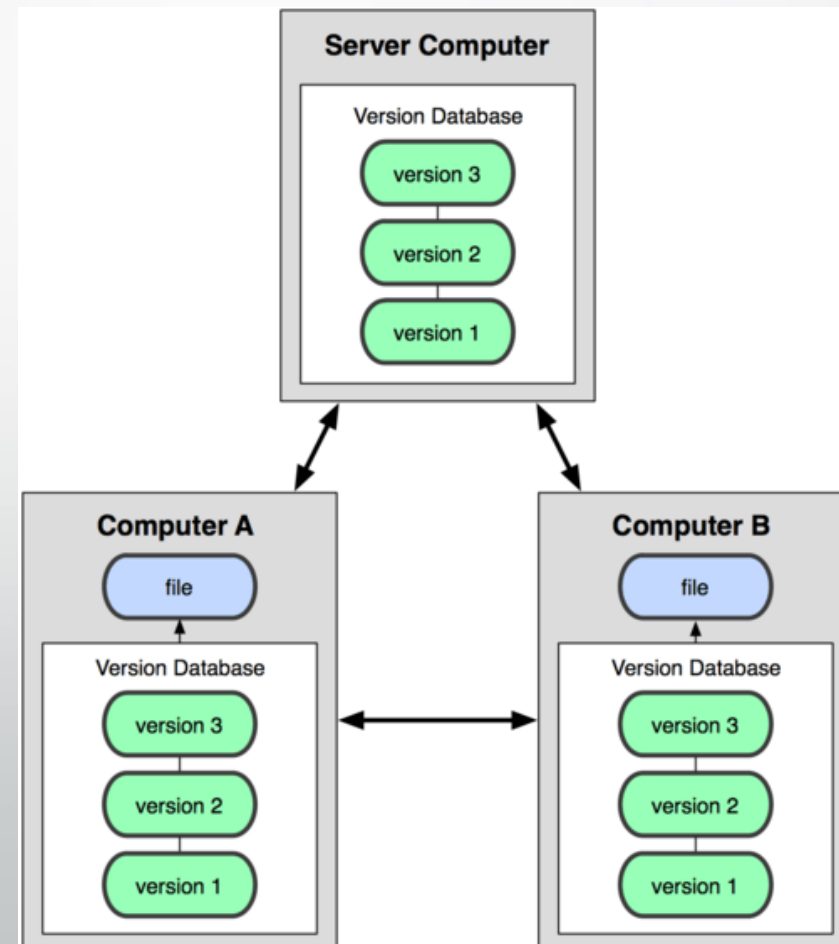 Server Computer
Version Database
version 3
version 2
version 1
Computer A
file
Version Database
version 3
version 2
version 1
Computer B
file
Version Database
version 3
version 2
version 1